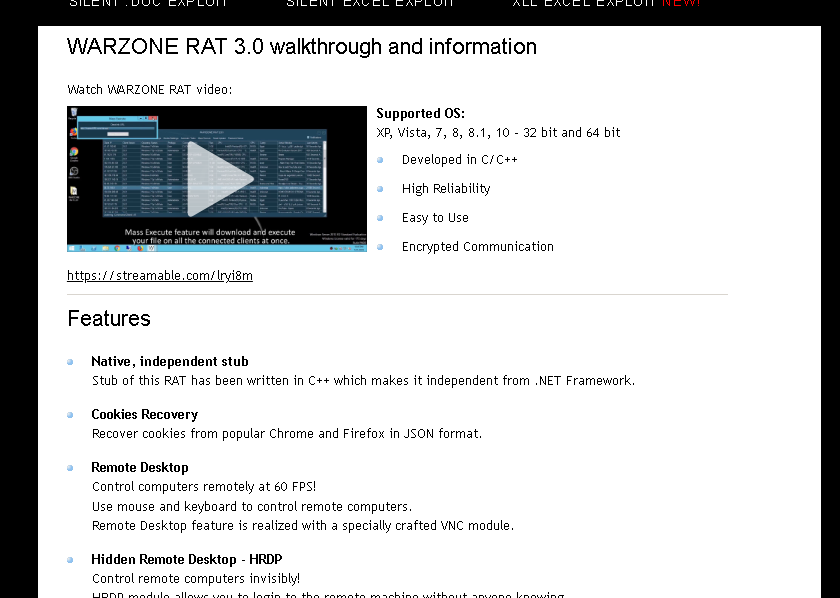 SILENT .DOC EXPLOIT SILENT EXCEL EXPLOIT XLL EXCEL EXPLOIT NEW!
WARZONE RAT 3.0 walkthrough and information
Watch WARZONE RAT video:
Mass Execute feature will download and execute
your file on all the connected clients at once.
https://streamable.com/lryi8m
Supported OS:
XP, Vista, 7, 8, 8.1, 10 - 32 bit and 64 bit
Developed in C/C++
High Reliability
Easy to Use
Encrypted Communication
Features
Native, independent stub
Stub of this RAT has been written in C++ which makes it independent from .NET Framework.
Cookies Recovery
Recover cookies from popular Chrome and Firefox in JSON format.
Remote Desktop
Control computers remotely at 60 FPS!
Use mouse and keyboard to control remote computers.
Remote Desktop feature is realized with a specially crafted VNC module.
Hidden Remote Desktop - HRDP
Control remote computers invisibly!
HRDP module allows you to login to the remote machine without anyone knowing.